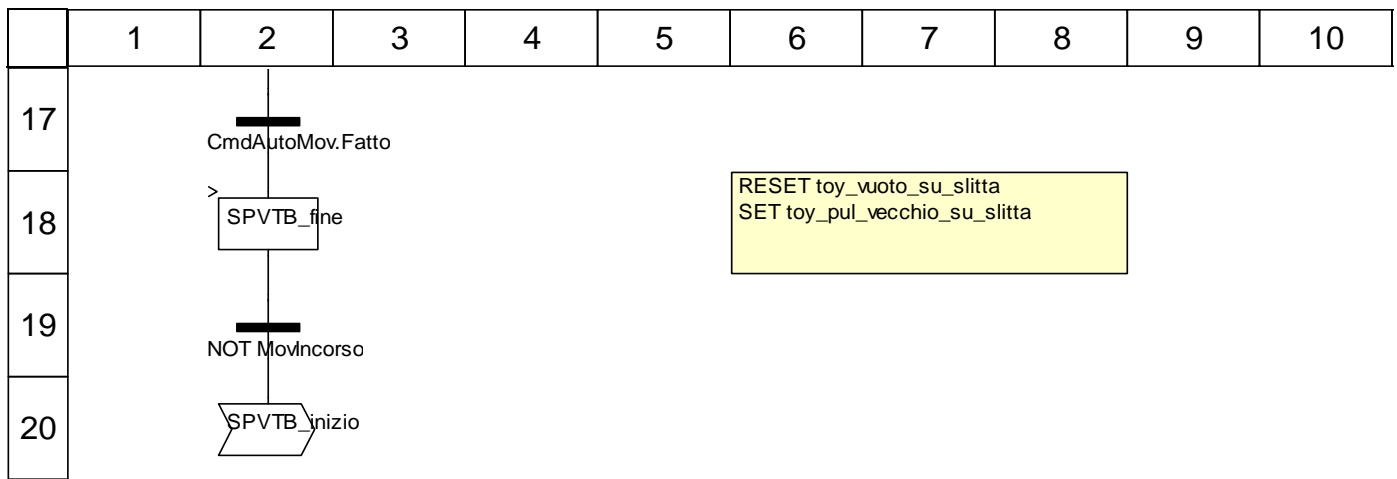 1 2 3 4 5 6 7 8 9 10
17
CmdAutoMov.Fatto
18
>
SPVTB_fine
RESET toy_vuoto_su_slitta
SET toy_pul_vecchio_su_slitta
19
NOT MovIncorso
20
SPVTB_inizio